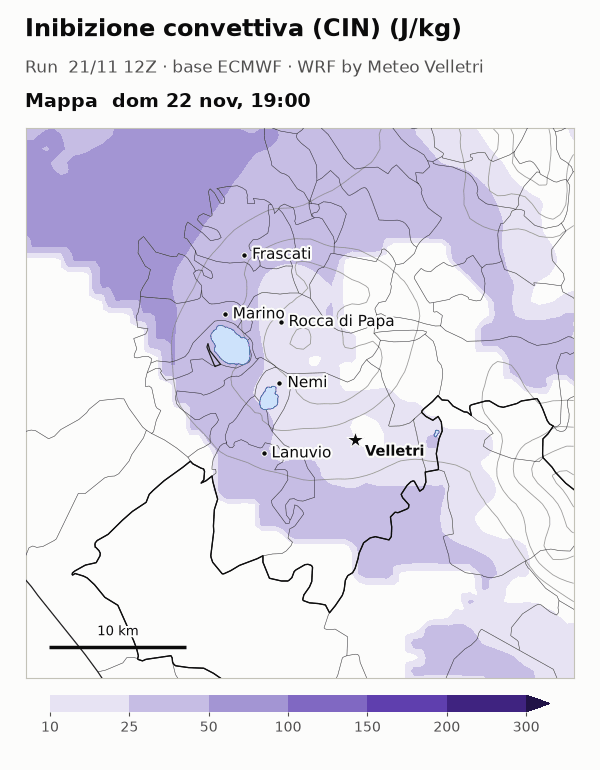 Inibizione convettiva (CIN) (J/kg)
Run  21/11 12Z · base ECMWF · WRF by Meteo Velletri
Mappa  dom 22 nov, 19:00
Frascati
Marino
Rocca di Papa
Nemi
Velletri
Lanuvio
10 km
10 25 50 100 150 200 300